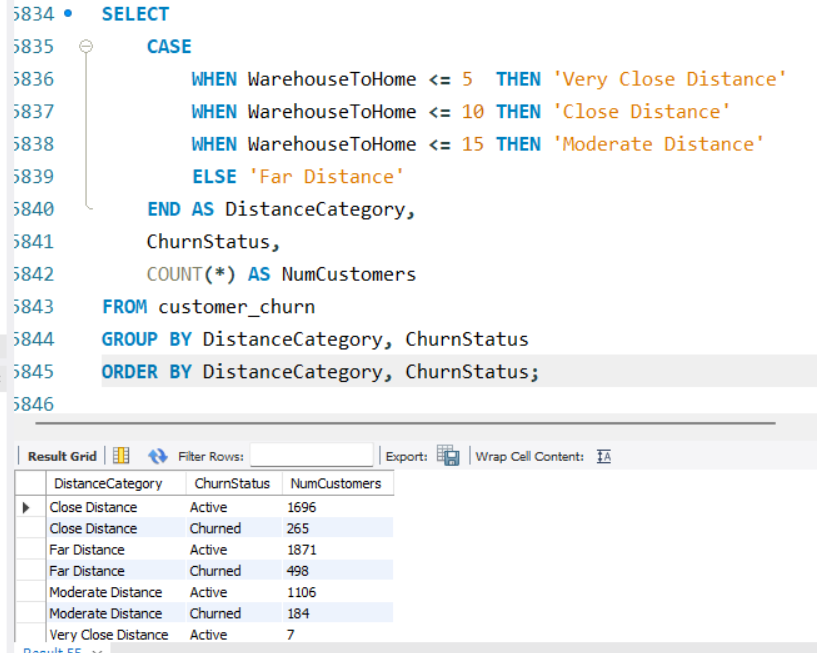 5834 SELECT
5835 CASE
5836 WHEN WarehouseToHome <= 5 THEN 'Very Close Distance'
5837 WHEN WarehouseToHome <= 10 THEN 'Close Distance'
5838 WHEN WarehouseToHome <= 15 THEN 'Moderate Distance'
5839 ELSE 'Far Distance'
5840 END AS DistanceCategory,
5841 ChurnStatus,
5842 COUNT(*) AS NumCustomers
5843 FROM customer_churn
5844 GROUP BY DistanceCategory, ChurnStatus
5845 ORDER BY DistanceCategory, ChurnStatus;
5846
Result Grid Filter Rows: Export: Wrap Cell Content: IA
DistanceCategory ChurnStatus NumCustomers
Close Distance Active 1696
Close Distance Churned 265
Far Distance Active 1871
Far Distance Churned 498
Moderate Distance Active 1106
Moderate Distance Churned 184
Very Close Distance Active 7
Result 55